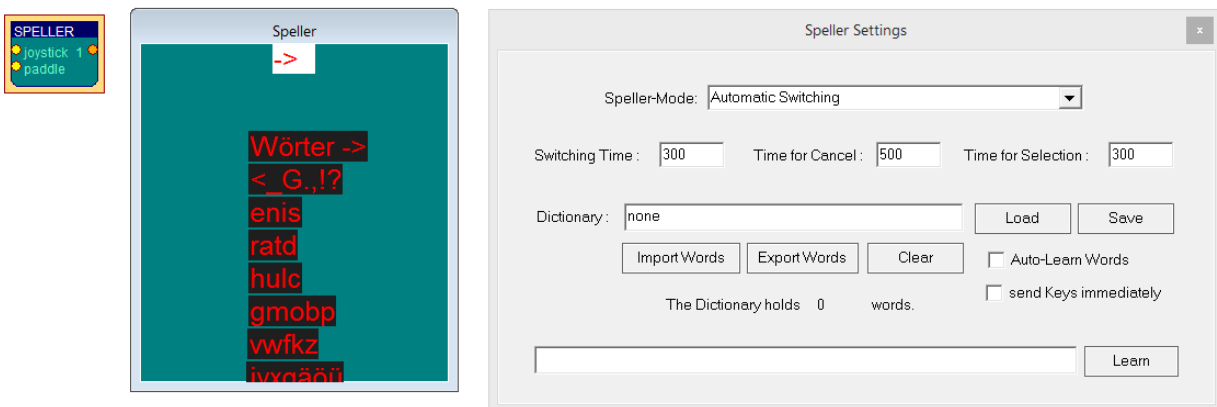 SPELLER
joystick 1
paddle
Speller
->
Wörter ->
<_G.,!?
enis
ratd
hulc
gmobp
vwfkz
jyxqäöü
Speller Settings
x
Speller-Mode: Automatic Switching
Switching Time : 300 Time for Cancel : 500 Time for Selection : 300
Dictionary : none Load Save
Import Words Export Words Clear Auto-Learn Words
send Keys immediately
The Dictionary holds 0 words.
Learn